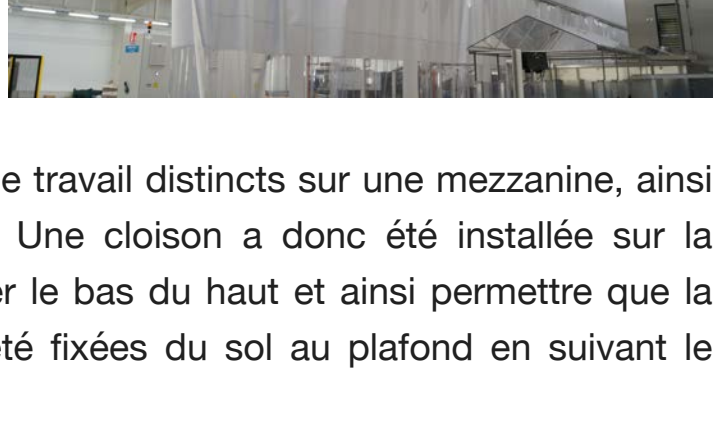 e travail distincts sur une mezzanine, ainsi
Une cloison a donc été installée sur la
er le bas du haut et ainsi permettre que la
été fixées du sol au plafond en suivant le